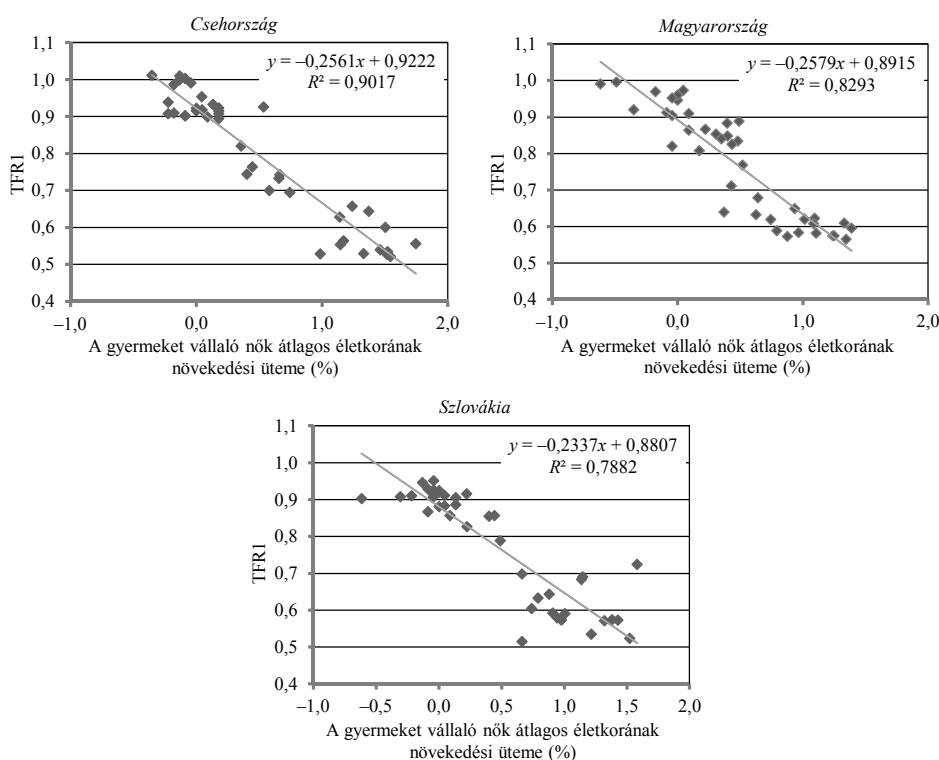 Csehország
1,1
1,0
0,9
0,8
0,7
0,6
0,5
0,4
TFR1
y = –0,2561x + 0,9222
R² = 0,9017
–1,0 0,0 1,0 2,0
A gyermeket vállaló nők átlagos életkorának
növekedési üteme (%)
Magyarország
1,1
1,0
0,9
0,8
0,7
0,6
0,5
0,4
TFR1
y = –0,2579x + 0,8915
R² = 0,8293
–1,0 0,0 1,0 2,0
A gyermeket vállaló nők átlagos életkorának
növekedési üteme (%)
Szlovákia
1,1
1,0
0,9
0,8
0,7
0,6
0,5
0,4
TFR1
y = –0,2337x + 0,8807
R² = 0,7882
–1,0 –0,5 0,0 0,5 1,0 1,5 2,0
A gyermeket vállaló nők átlagos életkorának
növekedési üteme (%)